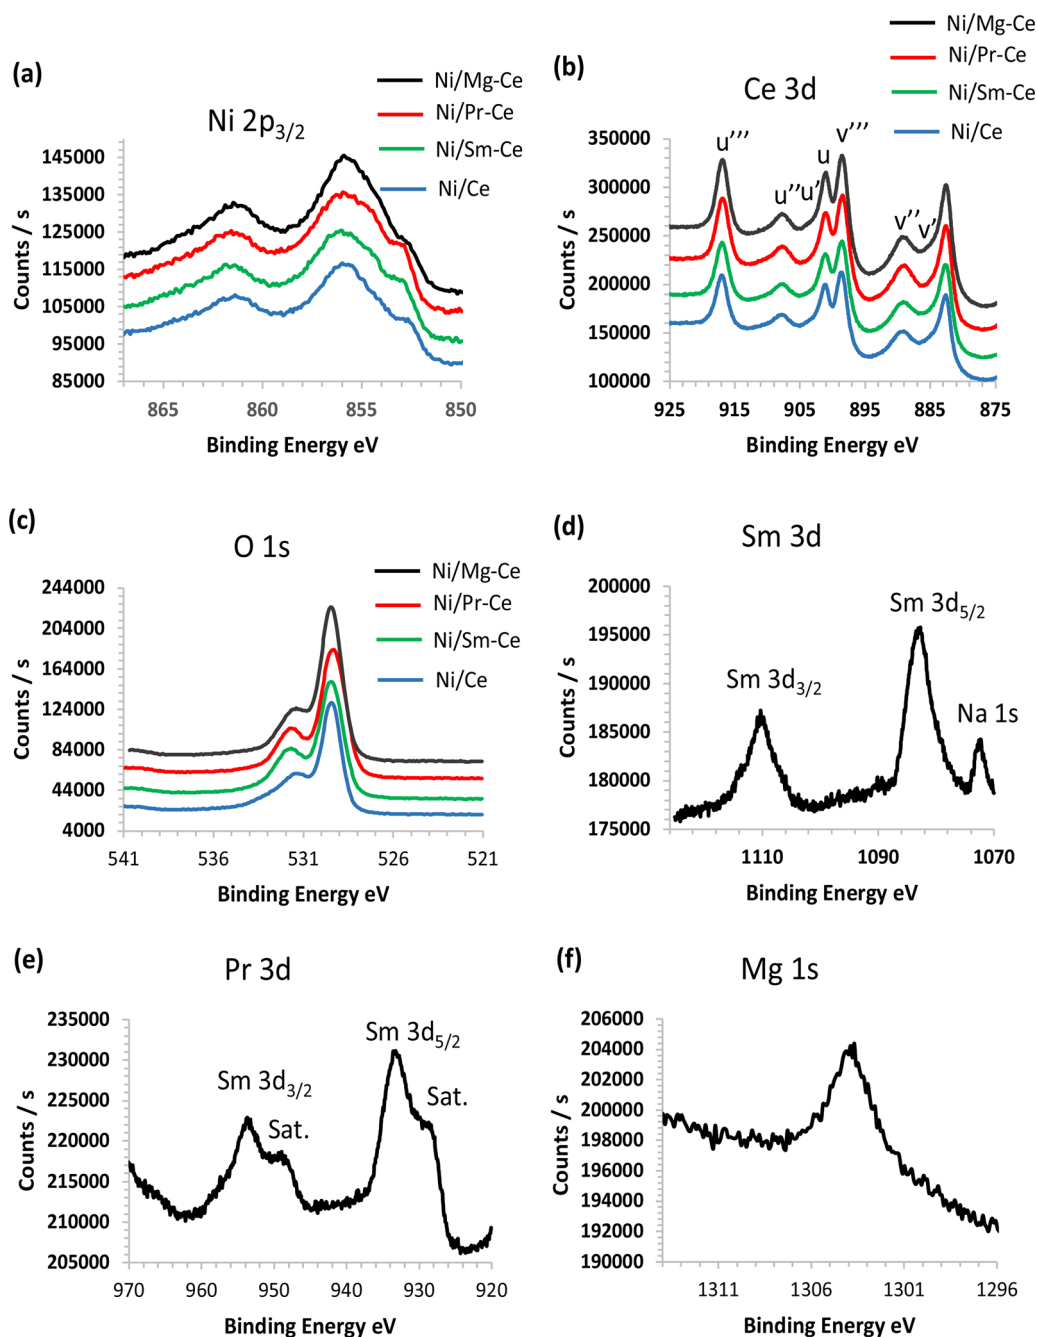 (a)
Ni 2p3/2
Ni/Mg-Ce
Ni/Pr-Ce
Ni/Sm-Ce
Ni/Ce
Counts / s
145000
135000
125000
115000
105000
95000
85000
865
860
855
850
Binding Energy eV
(b)
Ce 3d
Ni/Mg-Ce
Ni/Pr-Ce
Ni/Sm-Ce
Ni/Ce
u’’’
u’’
u’
u
v’’’
v’’
v’
Counts / s
350000
300000
250000
200000
150000
100000
925
915
905
895
885
875
Binding Energy eV
(c)
O 1s
Ni/Mg-Ce
Ni/Pr-Ce
Ni/Sm-Ce
Ni/Ce
Counts / s
244000
204000
164000
124000
84000
44000
4000
541
536
531
526
521
Binding Energy eV
(d)
Sm 3d
Sm 3d3/2
Sm 3d5/2
Na 1s
Counts / s
200000
195000
190000
185000
180000
175000
1110
1090
1070
Binding Energy eV
(e)
Pr 3d
Sm 3d3/2
Sat.
Sm 3d5/2
Sat.
Counts / s
235000
230000
225000
220000
215000
210000
205000
970
960
950
940
930
920
Binding Energy eV
(f)
Mg 1s
Counts / s
206000
204000
202000
200000
198000
196000
194000
192000
190000
1311
1306
1301
1296
Binding Energy eV